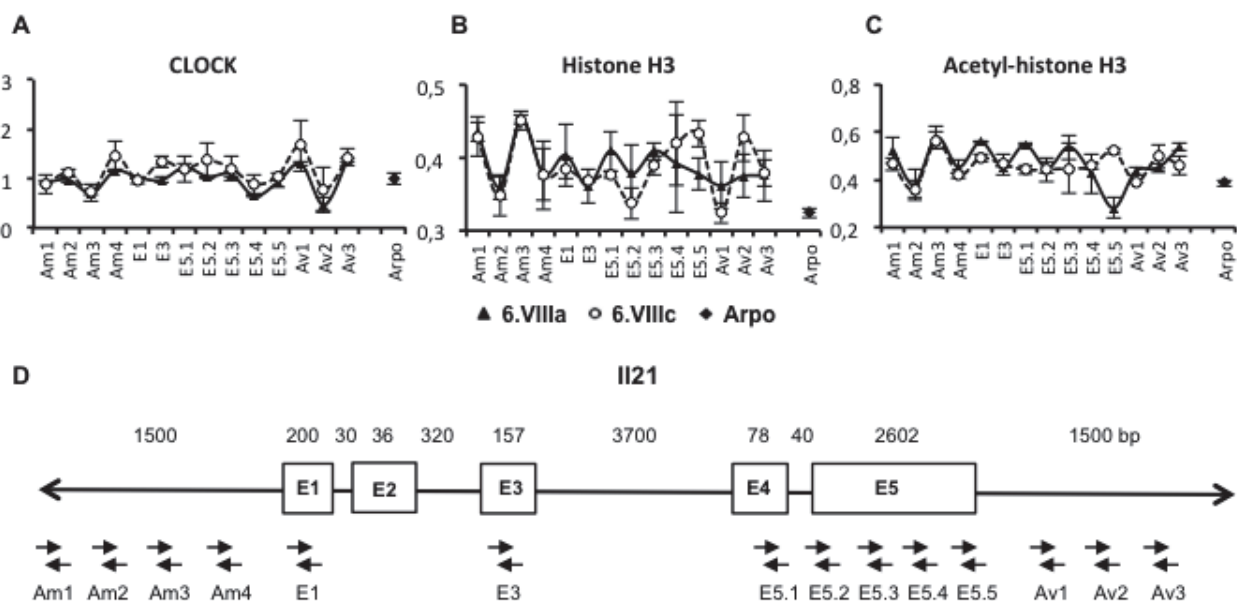 A
B
C
CLOCK
Histone H3
Acetyl-histone H3
3
2
1
0
Am1 Am2 Am3 Am4 E1 E3 E5.1 E5.2 E5.3 E5.4 E5.5 Av1 Av2 Av3 Arpo
0,5
0,4
0,3
Am1 Am2 Am3 Am4 E1 E3 E5.1 E5.2 E5.3 E5.4 E5.5 Av1 Av2 Av3 Arpo
0,8
0,6
0,4
0,2
Am1 Am2 Am3 Am4 E1 E3 E5.1 E5.2 E5.3 E5.4 E5.5 Av1 Av2 Av3 Arpo
6.VIIIa 6.VIIIc Arpo
D
Il21
1500 200 30 36 320 157 3700 78 40 2602 1500 bp
E1 E2 E3 E4 E5
Am1 Am2 Am3 Am4 E1 E3 E5.1 E5.2 E5.3 E5.4 E5.5 Av1 Av2 Av3